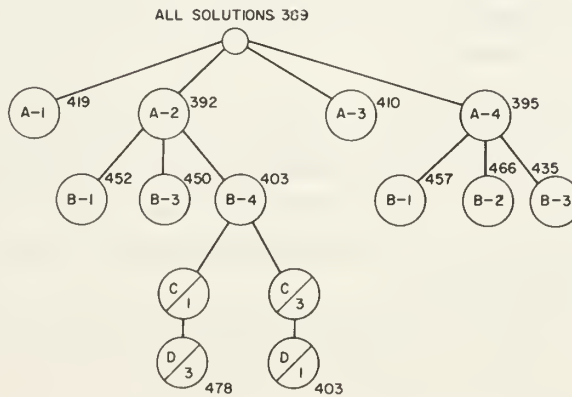 ALL SOLUTIONS 389
A-1 419
A-2 392
A-3 410
A-4 395
B-1 452
B-3 450
B-4 403
B-1 457
B-2 466
B-3 435
C 1
C 3
D 3 478
D 1 403